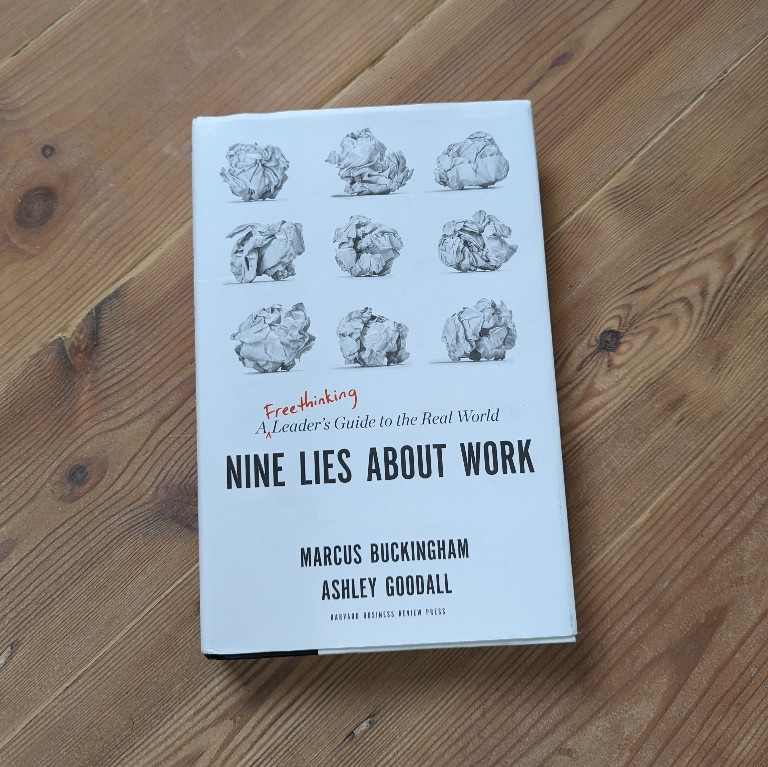 Freethinking
A Leader's Guide to the Real World
NINE LIES ABOUT WORK
MARCUS BUCKINGHAM
ASHLEY GOODALL
HARVARD BUSINESS REVIEW PRESS